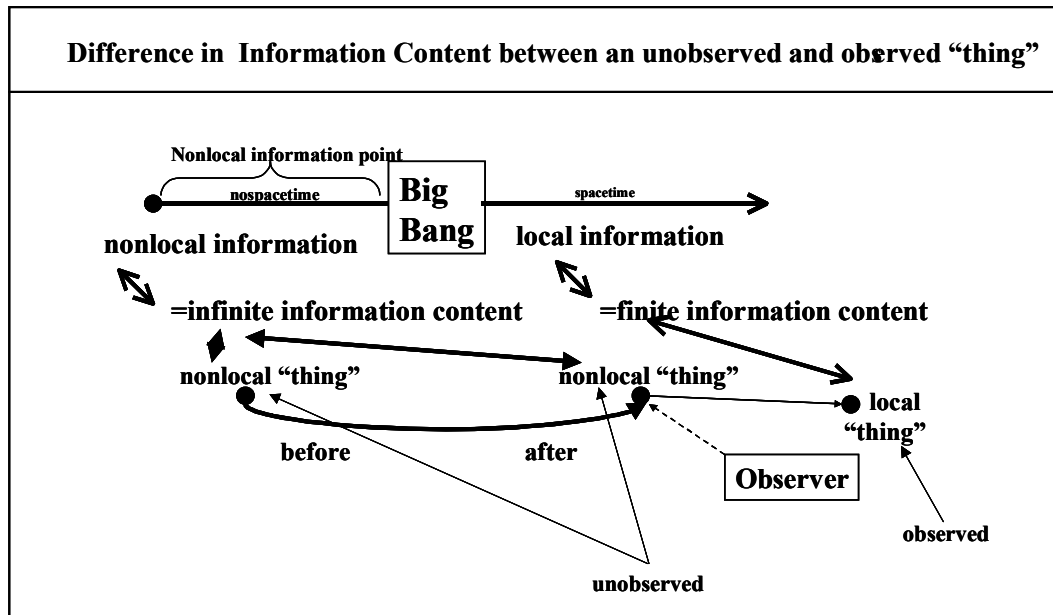 Difference in Information Content between an unobserved and observed “thing”
Nonlocal information point
nospacetime
Big
Bang
spacetime
nonlocal information
local information
=infinite information content
=finite information content
nonlocal “thing”
nonlocal “thing”
local
“thing”
before
after
Observer
observed
unobserved